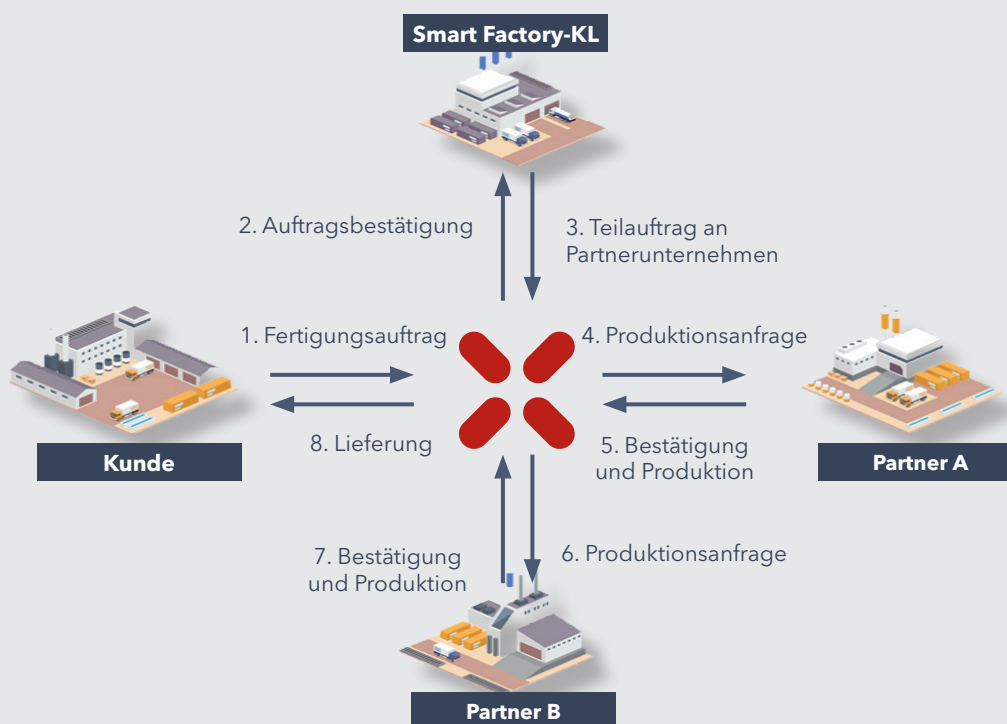 Smart Factory-KL
2. Auftragsbestätigung
3. Teilauftrag an
Partnerunternehmen
1. Fertigungsauftrag
4. Produktionsanfrage
8. Lieferung
5. Bestätigung
und Produktion
Kunde
Partner A
7. Bestätigung
und Produktion
6. Produktionsanfrage
Partner B